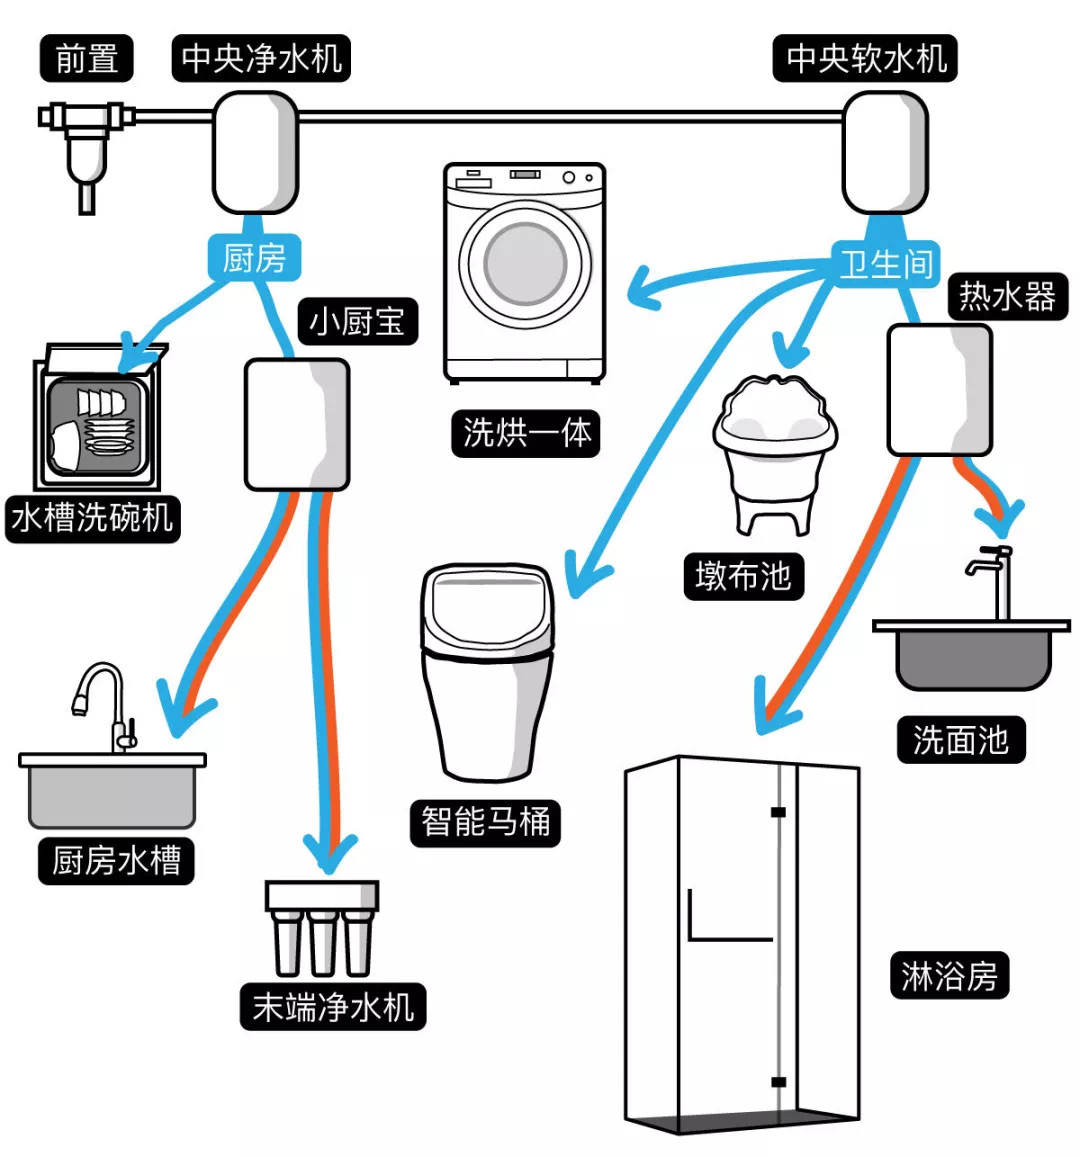 前置
中央净水机
中央软水机
厨房
卫生间
热水器
小厨宝
洗烘一体
水槽洗碗机
墩布池
洗面池
智能马桶
厨房水槽
淋浴房
末端净水机